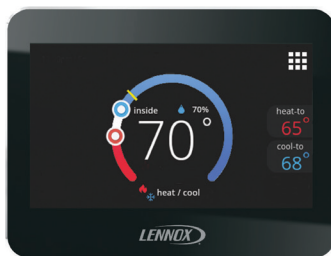 inside
70%
70°
heat-to
65°
cool-to
68°
heat / cool
LENNOX